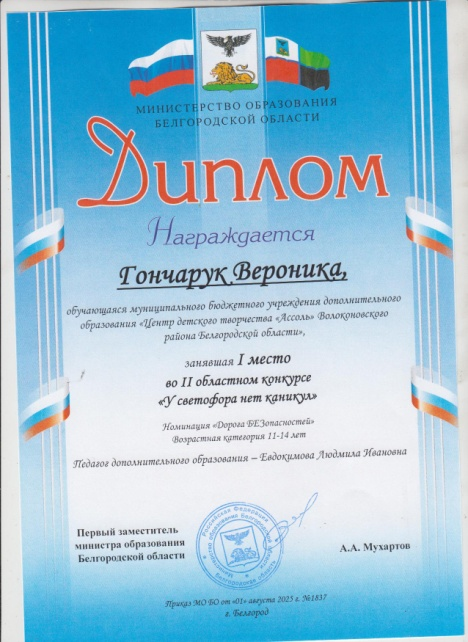 МИНИСТЕРСТВО ОБРАЗОВАНИЯ
БЕЛГОРОДСКОЙ ОБЛАСТИ
Диплом
Награждается
Гончарук Вероника,
обучающаяся муниципального бюджетного учреждения дополнительного
образования «Центр детского творчества «Ассоль» Волоконовского
района Белгородской области»,
занявшая I место
во II областном конкурсе
«У светофора нет каникул»
Номинация «Дорога БЕЗопасностей»
Возрастная категория 11-14 лет
Педагог дополнительного образования – Евдокимова Людмила Ивановна
Первый заместитель
министра образования
Белгородской области
А.А. Мухартов
Российская Федерация
Приказ МО БО от «01» августа 2025 г. №1837
г. Белгород